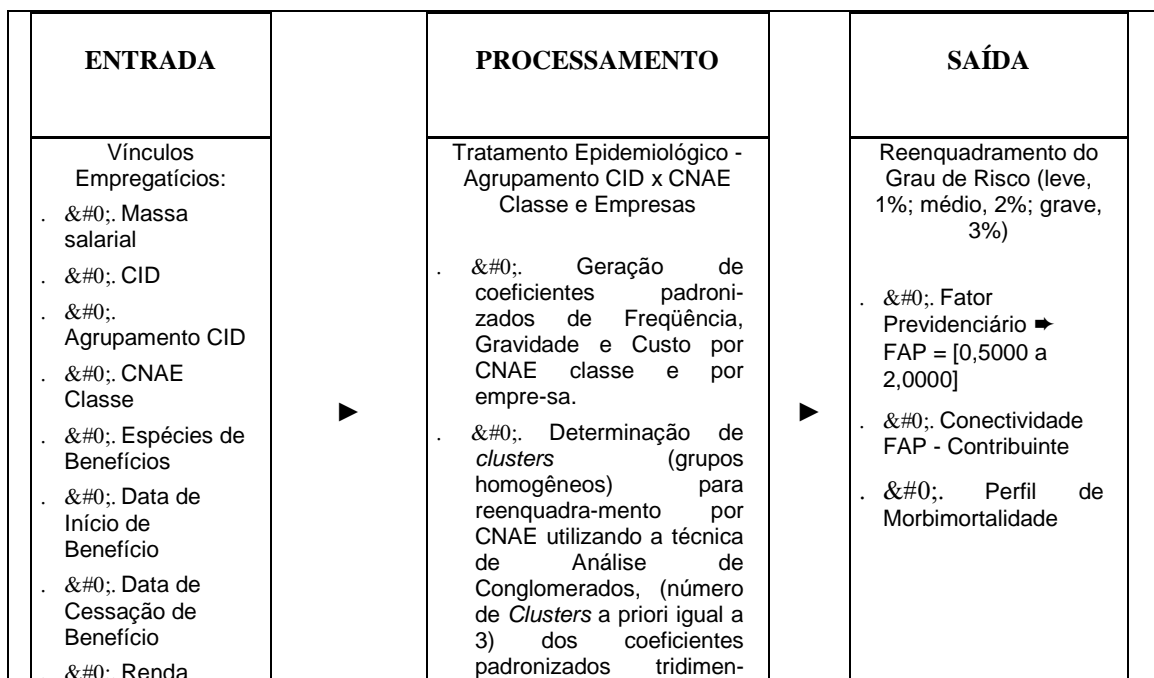 ENTRADA
Vínculos
Empregatícios:
. &#0;. Massa
salarial
. &#0;. CID
. &#0;.
Agrupamento CID
. &#0;. CNAE
Classe
. &#0;. Espécies de
Benefícios
. &#0;. Data de
Início de
Benefício
. &#0;. Data de
Cessação de
Benefício
. &#0;. Renda
►
PROCESSAMENTO
Tratamento Epidemiológico -
Agrupamento CID x CNAE
Classe e Empresas
. &#0;. Geração de
coeficientes padroni-
zados de Freqüência,
Gravidade e Custo por
CNAE classe e por
empre-sa.
. &#0;. Determinação de
clusters (grupos
homogêneos) para
reenquadra-mento por
CNAE utilizando a técnica
de Análise de
Conglomerados, (número
de Clusters a priori igual a
3) dos coeficientes
padronizados tridimen-
►
SAÍDA
Reenquadramento do
Grau de Risco (leve,
1%; médio, 2%; grave,
3%)
. &#0;. Fator
Previdenciário ➨
FAP = [0,5000 a
2,0000]
. &#0;. Conectividade
FAP - Contribuinte
. &#0;. Perfil de
Morbimortalidade